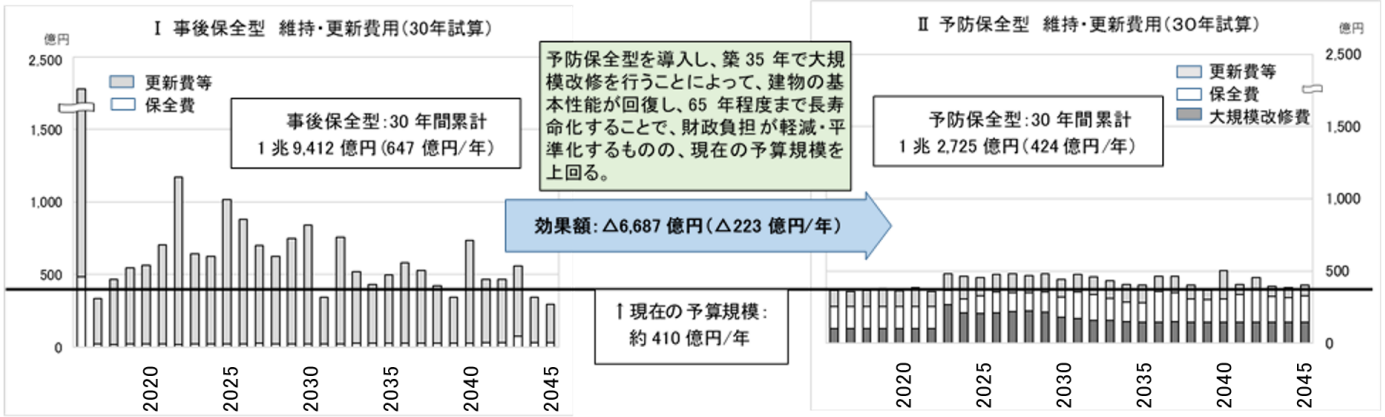 Ⅰ 事後保全型 維持・更新費用（30年試算）
億円
2,500
1,500
1,000
500
0
更新費等
保全費
事後保全型：30 年間累計
1 兆 9,412 億円（647 億円/年）
2020
2025
2030
2035
2040
2045
予防保全型を導入し、築 35 年で大規
模改修を行うことによって、建物の基
本性能が回復し、65 年程度まで長寿
命化することで、財政負担が軽減・平
準化するものの、現在の予算規模を
上回る。
効果額：△6,687 億円（△223 億円/年）
↑現在の予算規模：
約 410 億円/年
Ⅱ 予防保全型 維持・更新費用（３０年試算）
億円
2,500
1,500
1,000
500
0
更新費等
保全費
大規模改修費
予防保全型：30 年間累計
1 兆 2,725 億円（424 億円/年）
2020
2025
2030
2035
2040
2045